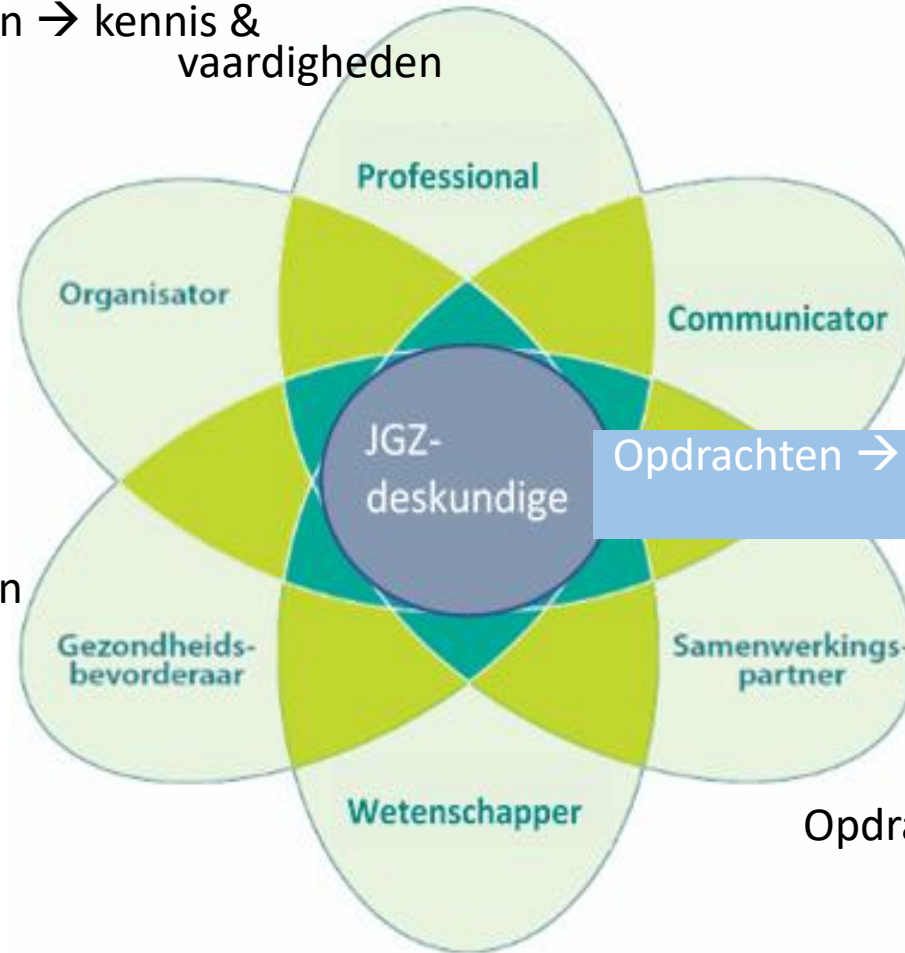 n → kennis &
vaardigheden
Professional
Organisator
Communicator
JGZ-
deskundige
Opdrachten →
n
Gezondheids-
bevorderaar
Samenwerkings-
partner
Wetenschapper
Opdra